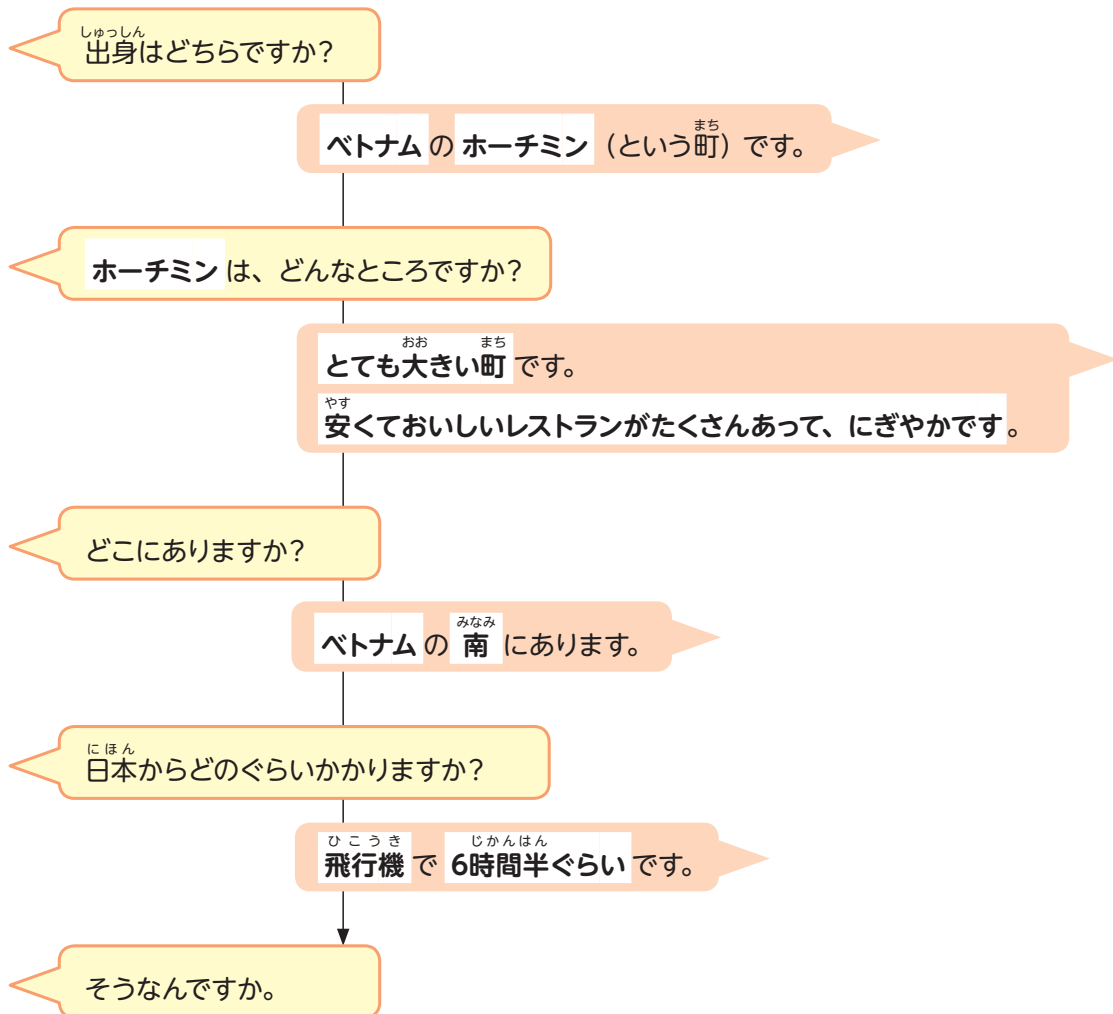 しゅっしん
出身はどちらですか?
まち
ベトナム の ホーチミン (という町) です。
ホーチミン は、どんなところですか?
おお まち
とても大きい町 です。
やす
安くておいしいレストランがたくさんあって、にぎやかです 。
どこにありますか?
みなみ
ベトナム の 南 にあります。
にほん
日本からどのぐらいかかりますか?
ひこうき じかんはん
飛行機 で 6時間半ぐらい です。
そうなんですか。